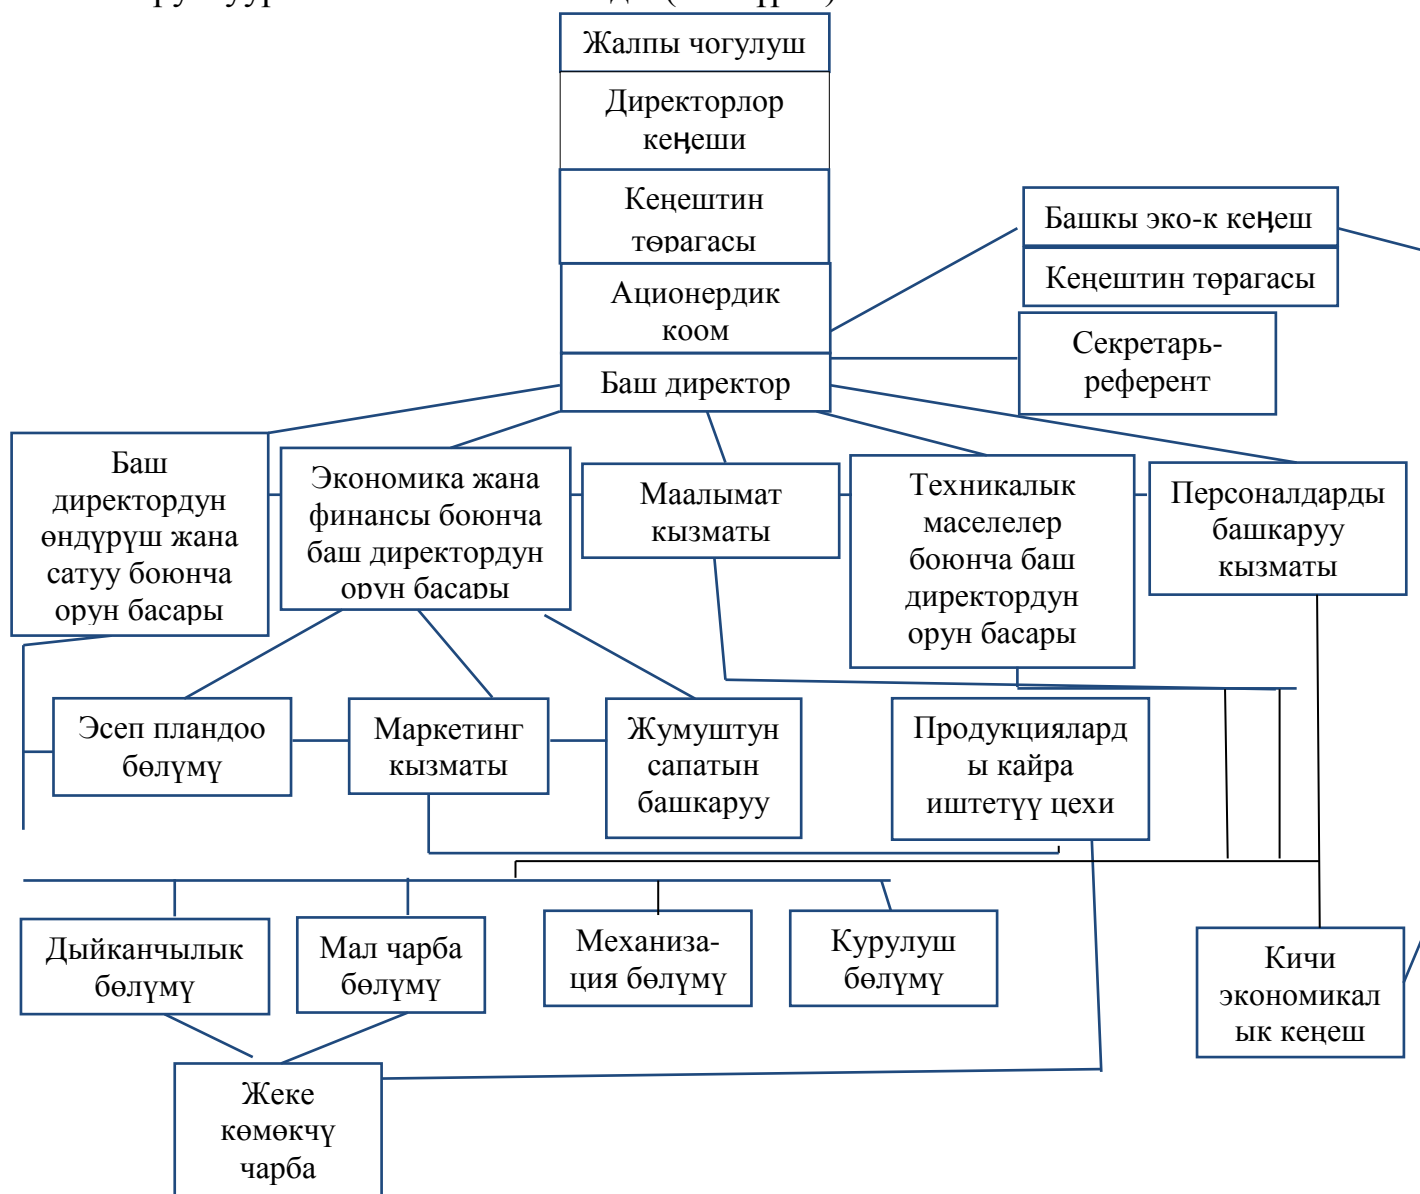 Жалпы чогулуш
Директорлор
кеңеши
Кеңештин
төрагасы
Башкы эко-к кеңеш
Кеңештин төрагасы
Ационердик
коом
Секретарь-
референт
Баш директор
Баш
директордун
өндүрүш жана
сатуу боюнча
орун басары
Экономика жана
финансы боюнча
баш директордун
орун басары
Маалымат
кызматы
Техникалык
маселелер
боюнча баш
директордун
орун басары
Персоналдарды
башкаруу
кызматы
Эсеп пландоо
бөлүмү
Маркетинг
кызматы
Жумуштун
сапатын
башкаруу
Продукциялард
ы кайра
иштетүү цехи
Дыйканчылык
бөлүмү
Мал чарба
бөлүмү
Механиза-
ция бөлүмү
Курулуш
бөлүмү
Кичи
экономикал
ык кеңеш
Жеке
көмөкчү
чарба